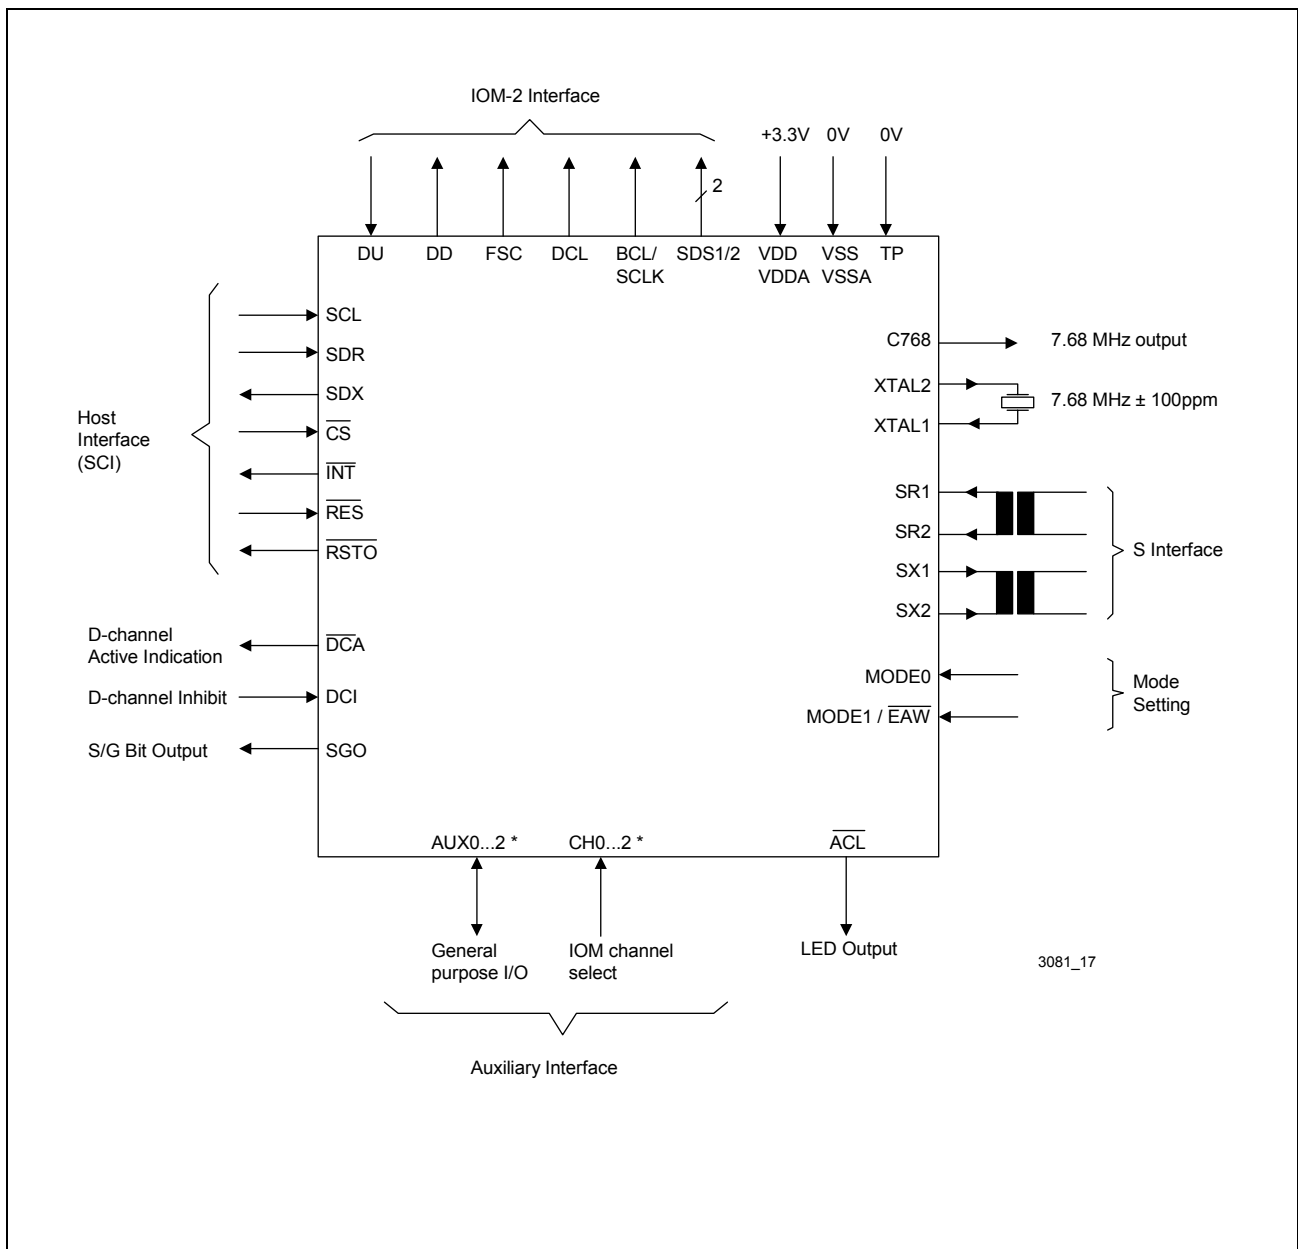 IOM-2 Interface
+3.3V 0V 0V
2
DU DD FSC DCL BCL/ SDS1/2 VDD VSS TP
SCLK VDDA VSSA
Host
Interface
(SCI)
SCL
SDR
SDX
CS
INT
RES
RSTO
D-channel
Active Indication
DCA
D-channel Inhibit
DCI
S/G Bit Output
SGO
C768
7.68 MHz output
XTAL2
7.68 MHz ± 100ppm
XTAL1
SR1
SR2
SX1
SX2
S Interface
MODE0
MODE1 / EAW
Mode
Setting
AUX0...2 * CH0...2 * ACL
General
purpose I/O
IOM channel
select
LED Output
3081_17
Auxiliary Interface